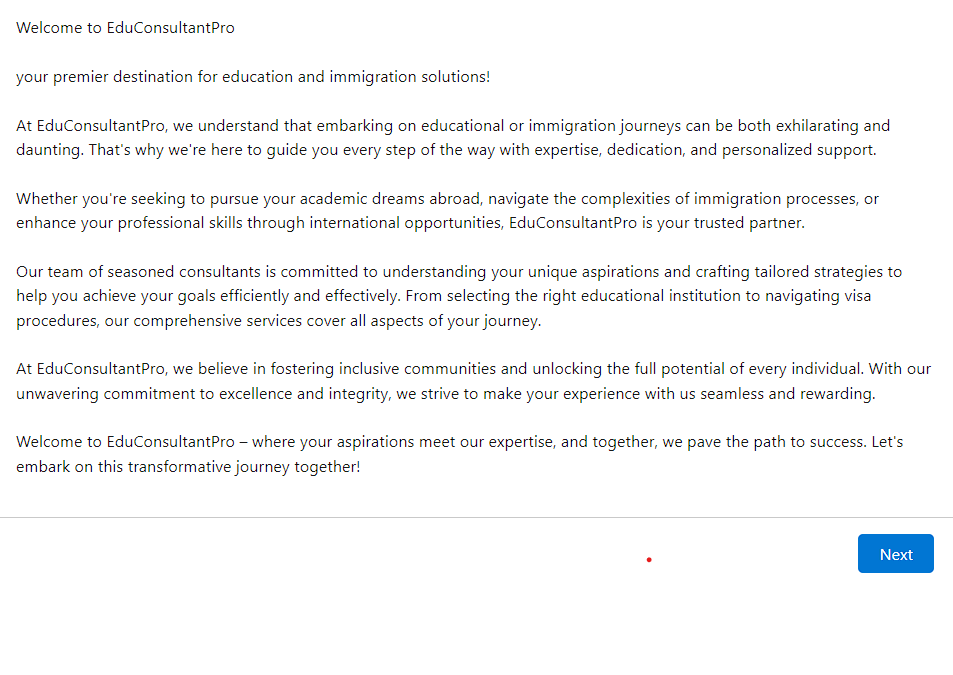 Welcome to EduConsultantPro
your premier destination for education and immigration solutions!
At EduConsultantPro, we understand that embarking on educational or immigration journeys can be both exhilarating and
daunting. That's why we're here to guide you every step of the way with expertise, dedication, and personalized support.
Whether you're seeking to pursue your academic dreams abroad, navigate the complexities of immigration processes, or
enhance your professional skills through international opportunities, EduConsultantPro is your trusted partner.
Our team of seasoned consultants is committed to understanding your unique aspirations and crafting tailored strategies to
help you achieve your goals efficiently and effectively. From selecting the right educational institution to navigating visa
procedures, our comprehensive services cover all aspects of your journey.
At EduConsultantPro, we believe in fostering inclusive communities and unlocking the full potential of every individual. With our
unwavering commitment to excellence and integrity, we strive to make your experience with us seamless and rewarding.
Welcome to EduConsultantPro – where your aspirations meet our expertise, and together, we pave the path to success. Let's
embark on this transformative journey together!
Next